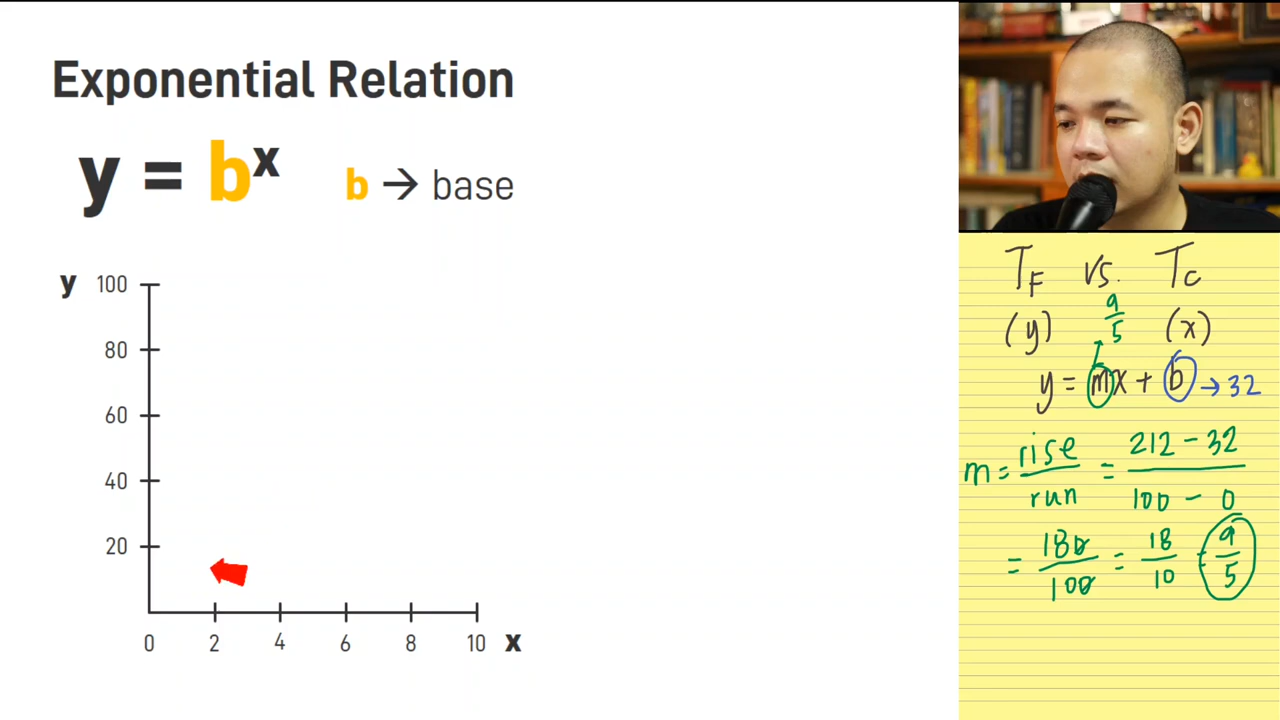 Exponential Relation
y = bˣ b → base
y 100
80
60
40
20
0 2 4 6 8 10 x
T_F vs. T_C
(y) 9/5 (x)
y = mx + b → 32
m = rise/run = 212 - 32/100 - 0
= 180/100 = 18/10 = 9/5